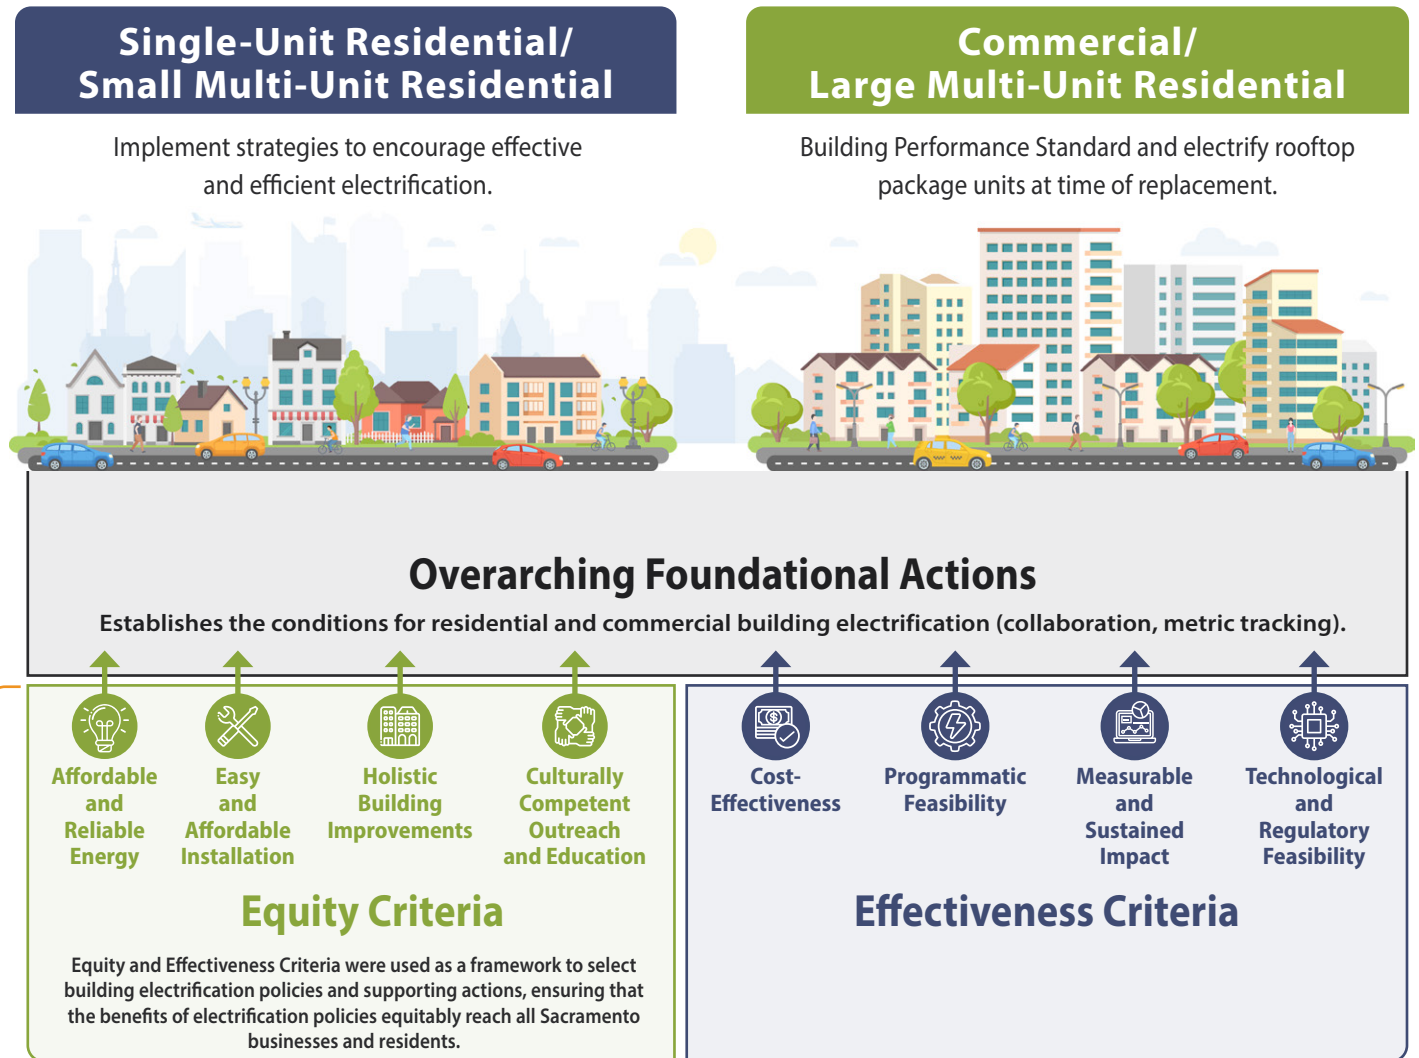 Single-Unit Residential/
Small Multi-Unit Residential
Implement strategies to encourage effective
and efficient electrification.
Commercial/
Large Multi-Unit Residential
Building Performance Standard and electrify rooftop
package units at time of replacement.
Overarching Foundational Actions
Establishes the conditions for residential and commercial building electrification (collaboration, metric tracking).
Affordable
and
Reliable
Energy
Easy
and
Affordable
Installation
Holistic
Building
Improvements
Culturally
Competent
Outreach
and Education
Equity Criteria
Equity and Effectiveness Criteria were used as a framework to select
building electrification policies and supporting actions, ensuring that
the benefits of electrification policies equitably reach all Sacramento
businesses and residents.
Cost-
Effectiveness
Programmatic
Feasibility
Measurable
and
Sustained
Impact
Technological
and
Regulatory
Feasibility
Effectiveness Criteria